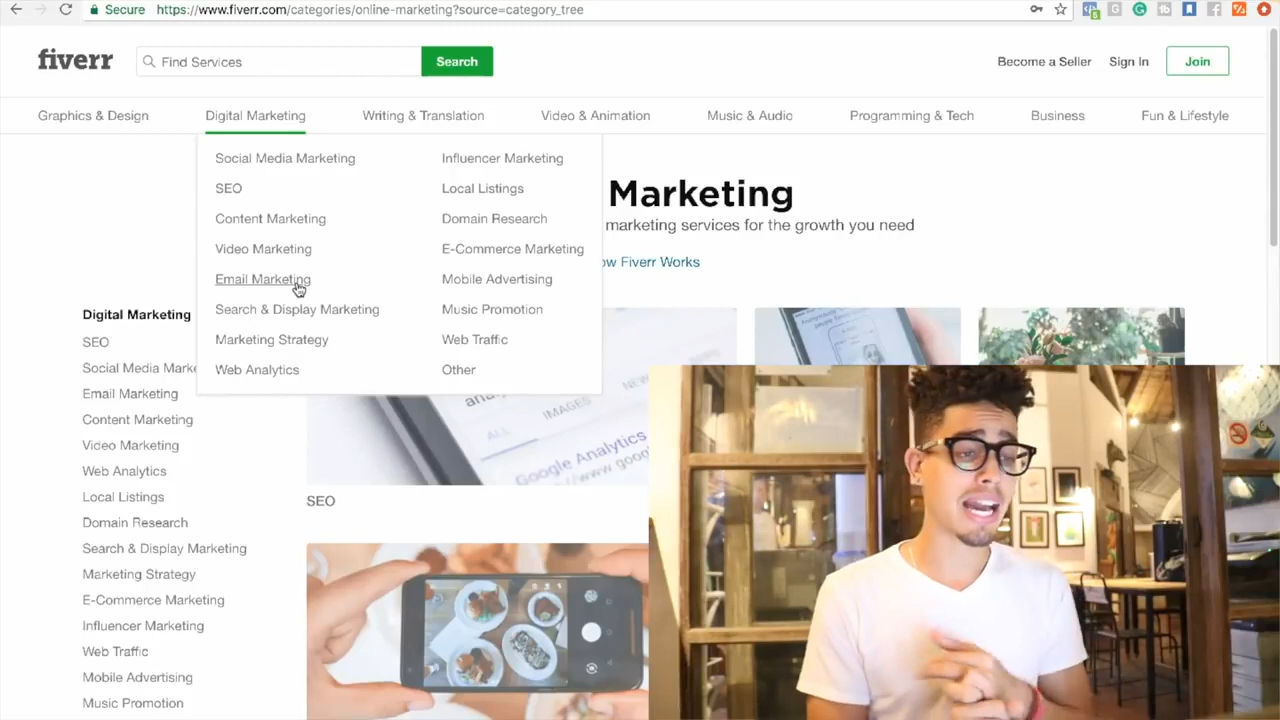 Secure https://www.fiverr.com/categories/online-marketing?source=category_tree
5
fiverr
Find Services
Search
Become a Seller
Sign In
Join
Graphics & Design
Digital Marketing
Writing & Translation
Video & Animation
Music & Audio
Programming & Tech
Business
Fun & Lifestyle
Social Media Marketing
SEO
Content Marketing
Video Marketing
Email Marketing
Search & Display Marketing
Marketing Strategy
Web Analytics
Influencer Marketing
Local Listings
Domain Research
E-Commerce Marketing
Mobile Advertising
Music Promotion
Web Traffic
Other
Marketing
marketing services for the growth you need
ow Fiverr Works
Digital Marketing
SEO
Social Media Marke
Email Marketing
Content Marketing
Video Marketing
Web Analytics
Local Listings
Domain Research
Search & Display Marketing
Marketing Strategy
E-Commerce Marketing
Influencer Marketing
Web Traffic
Mobile Advertising
Music Promotion
NEW
ALL
IMAGES
Google Analytics
SEO